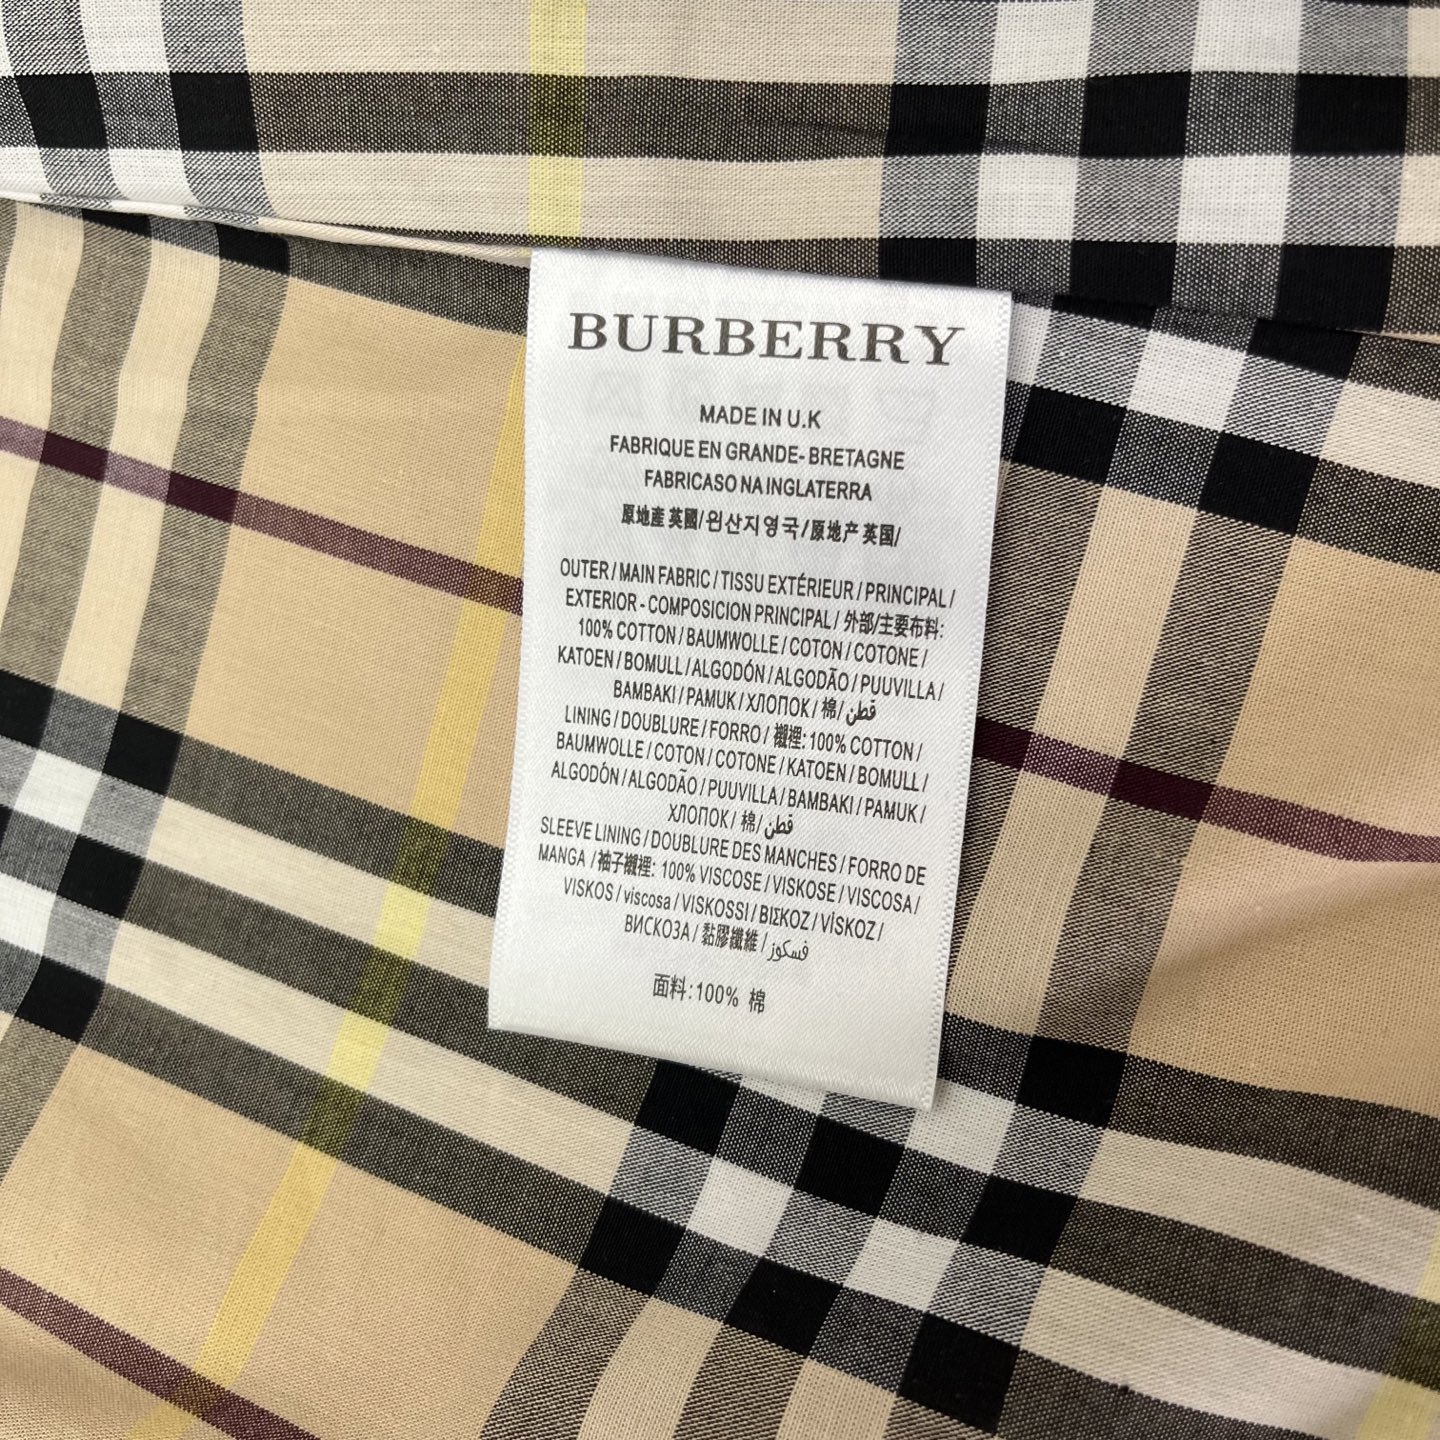 BURBERRY
MADE IN U.K
FABRIQUE EN GRANDE- BRETAGNE
FABRICASO NA INGLATERRA
原地產 英國/원산지영국/原地产 英国/
OUTER / MAIN FABRIC / TISSU EXTÉRIEUR / PRINCIPAL /
EXTERIOR - COMPOSICION PRINCIPAL / 外部/主要布料:
100% COTTON / BAUMWOLLE / COTON / COTONE /
KATOEN / BOMULL / ALGODÓN / ALGODÃO / PUUVILLA /
BAMBAKI / PAMUK / ХЛОПОК / 棉/ قطن
LINING / DOUBLURE / FORRO / 襯裡: 100% COTTON /
BAUMWOLLE / COTON / COTONE / KATOEN / BOMULL /
ALGODÓN / ALGODÃO / PUUVILLA / BAMBAKI / PAMUK /
ХЛОПОК / 棉/ قطن
SLEEVE LINING / DOUBLURE DES MANCHES / FORRO DE
MANGA / 袖子襯裡: 100% VISCOSE / VISKOSE / VISCOSA /
VISKOS / viscosa / VISKOSSI / ΒΙΣΚΟΖ / VİSKOZ /
ВИСКОЗА / 黏膠纖維 / فسكوز
面料:100% 棉